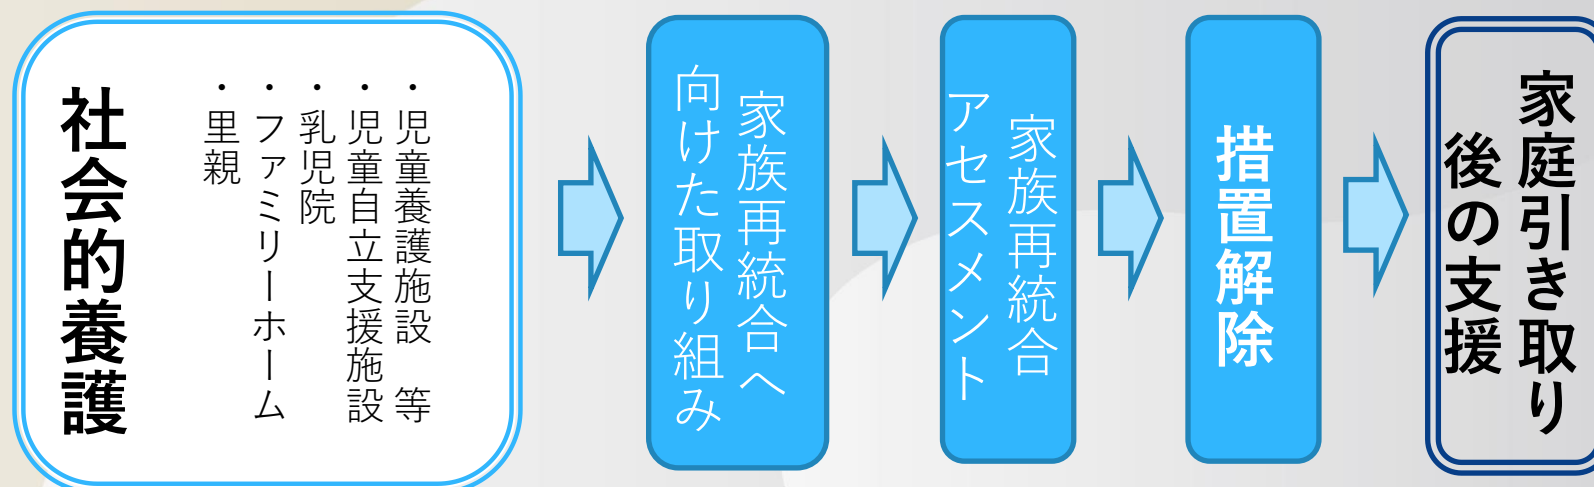 社会的養護
・児童養護施設　等
・児童自立支援施設
・乳児院
・ファミリーホーム
・里親
家族再統合へ
向けた取り組み
家族再統合
アセスメント
措置解除
家庭引き取り
後の支援